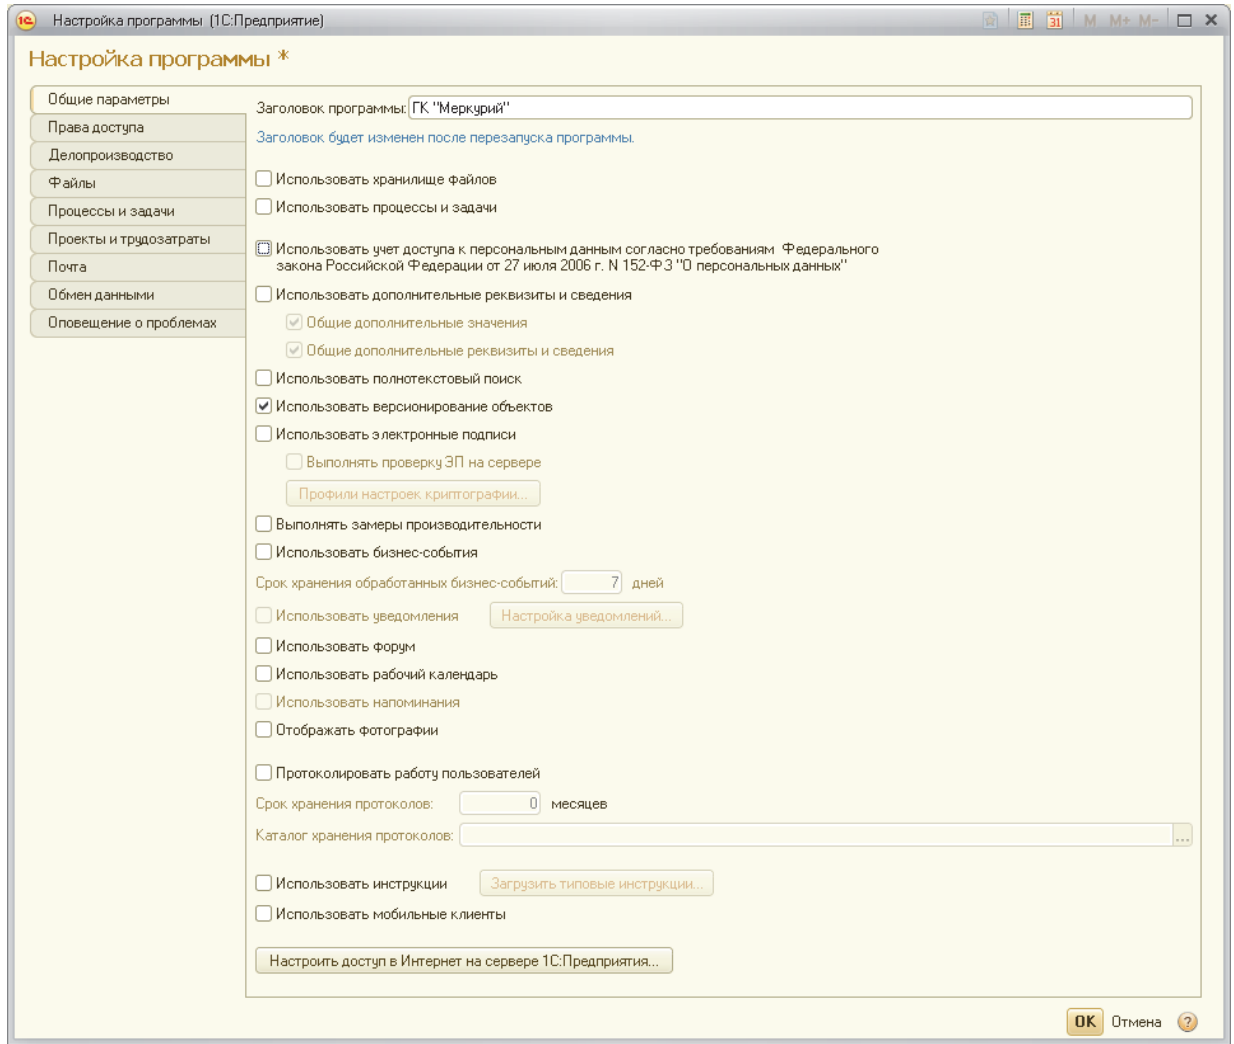 Настройка программы (1С:Предприятие)
31 M M+ M-
Настройка программы *
Общие параметры
Права доступа
Делопроизводство
Файлы
Процессы и задачи
Проекты и трудозатраты
Почта
Обмен данными
Оповещение о проблемах
Заголовок программы: ГК "Меркурий"
Заголовок будет изменен после перезапуска программы.
Использовать хранилище файлов
Использовать процессы и задачи
Использовать учет доступа к персональным данным согласно требованиям Федерального
закона Российской Федерации от 27 июля 2006 г. N 152-ФЗ "О персональных данных"
Использовать дополнительные реквизиты и сведения
Общие дополнительные значения
Общие дополнительные реквизиты и сведения
Использовать полнотекстовый поиск
Использовать версионирование объектов
Использовать электронные подписи
Выполнять проверку ЭП на сервере
Профили настроек криптографии...
Выполнять замеры производительности
Использовать бизнес-события
Срок хранения обработанных бизнес-событий: 7 дней
Использовать уведомления Настройка уведомлений...
Использовать форум
Использовать рабочий календарь
Использовать напоминания
Отображать фотографии
Протоколировать работу пользователей
Срок хранения протоколов: 0 месяцев
Каталог хранения протоколов: ...
Использовать инструкции Загрузить типовые инструкции...
Использовать мобильные клиенты
Настроить доступ в Интернет на сервере 1С:Предприятия...
OK Отмена ?